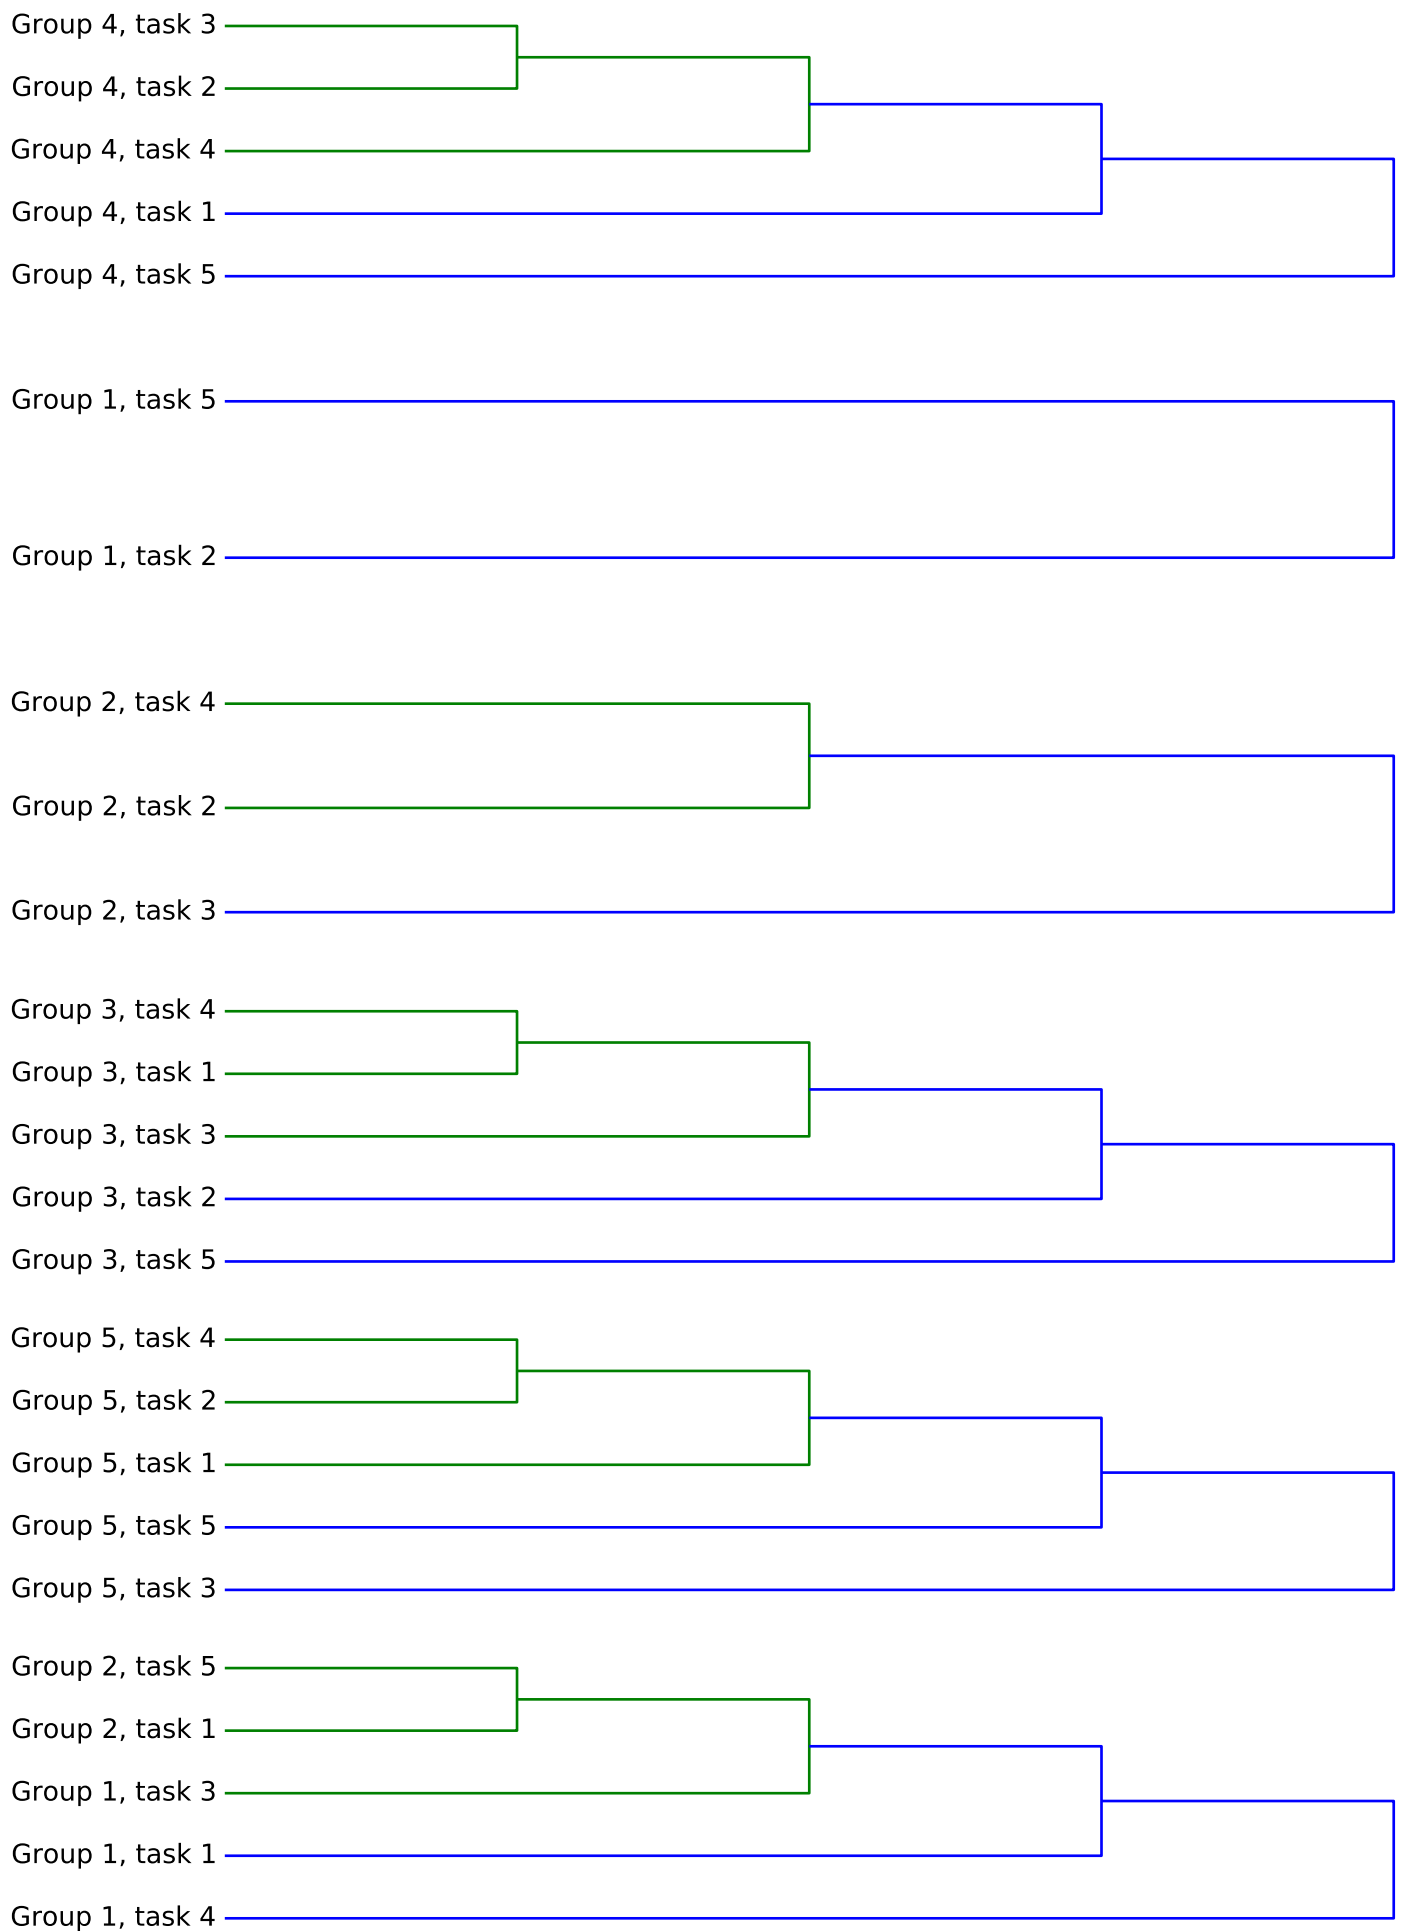 Group 4, task 3
Group 4, task 2
Group 4, task 4
Group 4, task 1
Group 4, task 5
Group 1, task 5
Group 1, task 2
Group 2, task 4
Group 2, task 2
Group 2, task 3
Group 3, task 4
Group 3, task 1
Group 3, task 3
Group 3, task 2
Group 3, task 5
Group 5, task 4
Group 5, task 2
Group 5, task 1
Group 5, task 5
Group 5, task 3
Group 2, task 5
Group 2, task 1
Group 1, task 3
Group 1, task 1
Group 1, task 4